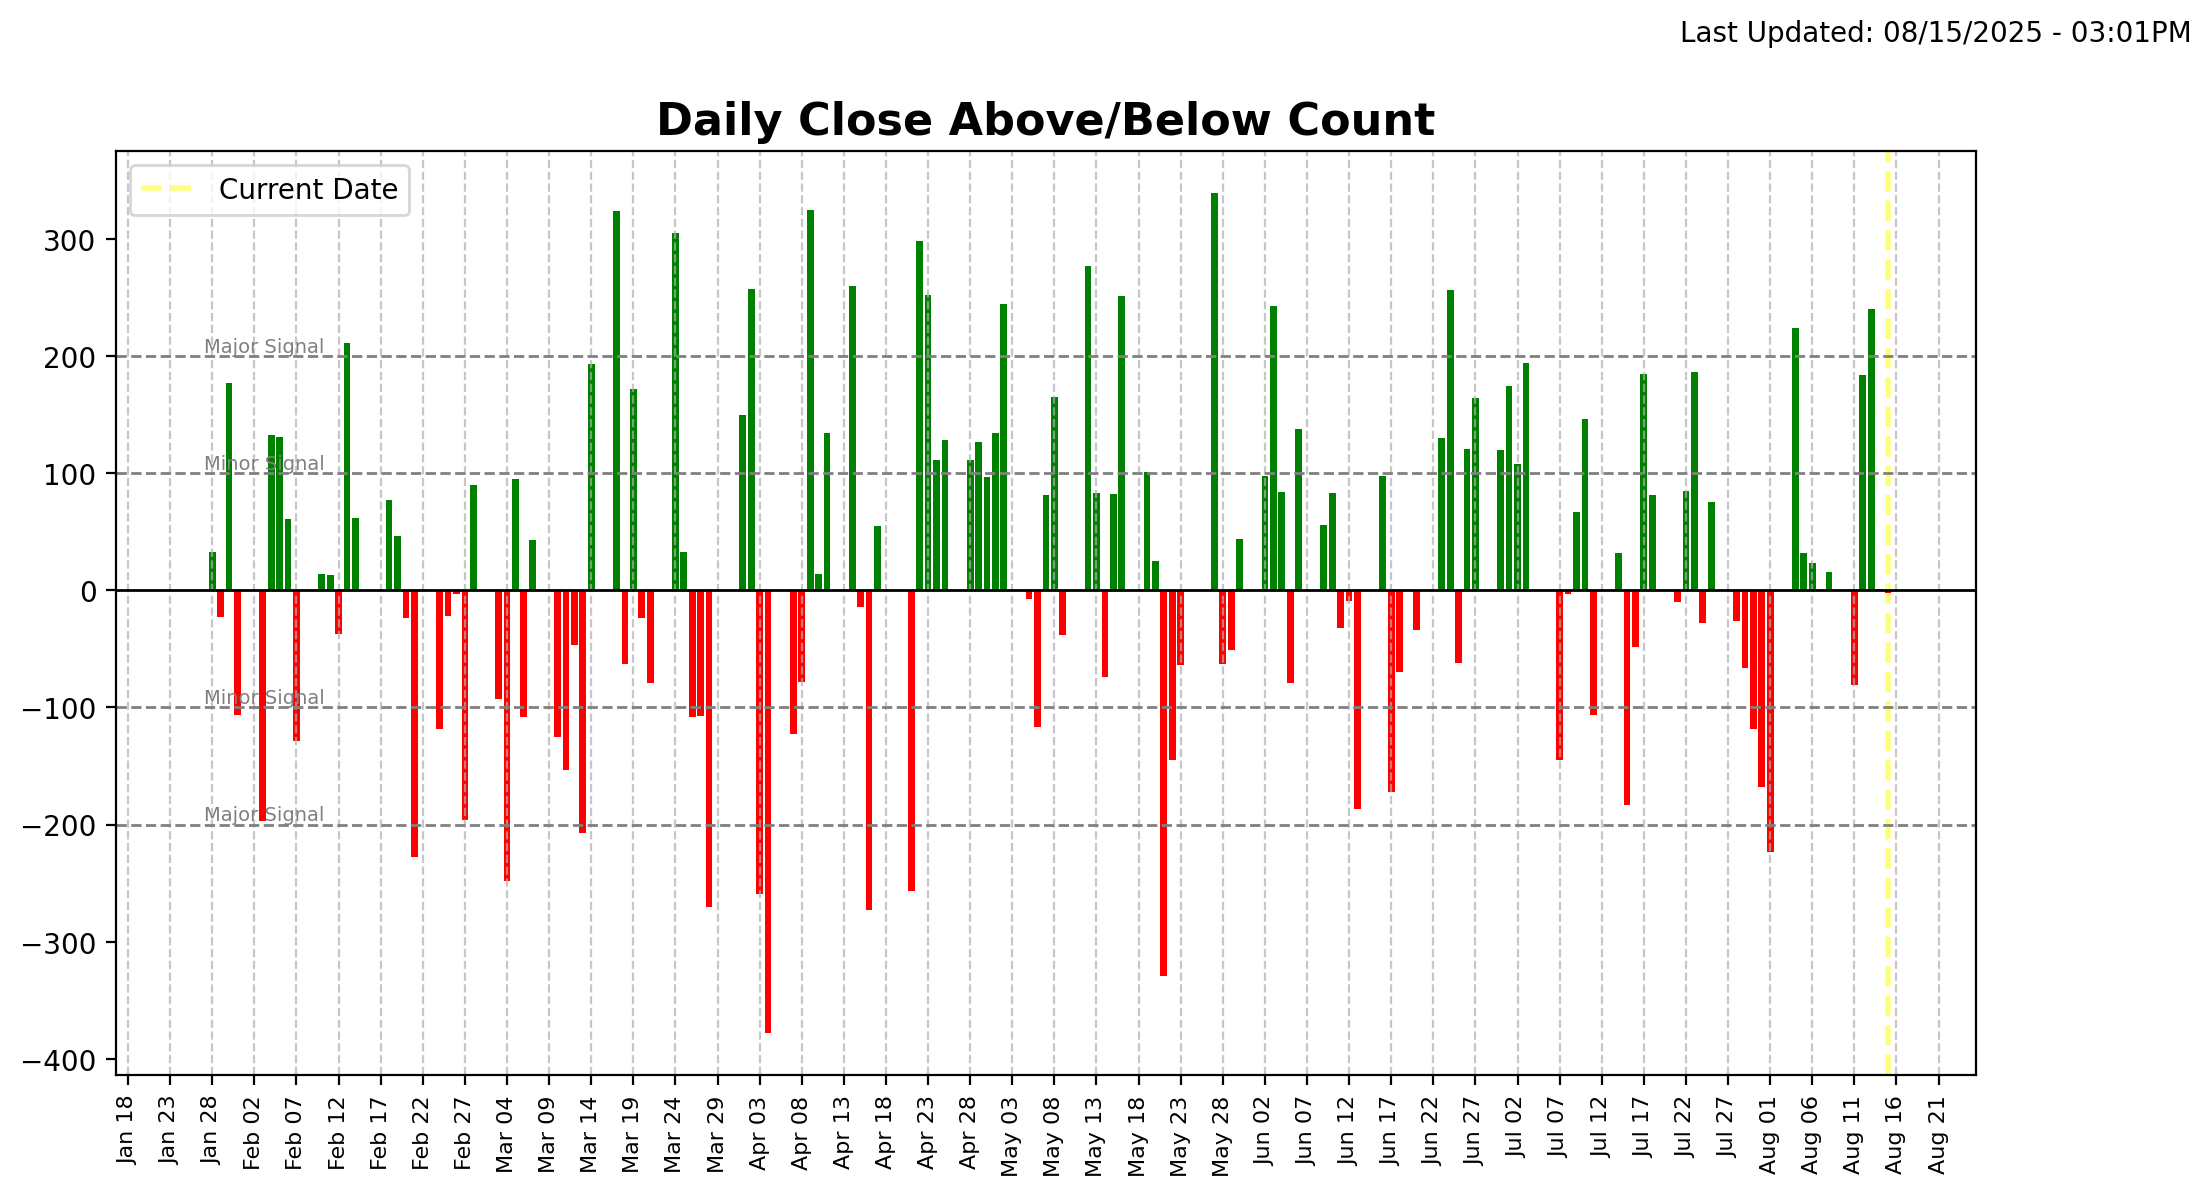 Last Updated: 08/15/2025 - 03:01PM
Daily Close Above/Below Count
Current Date
300
200
100
0
−100
−200
−300
−400
Major Signal
Minor Signal
Minor Signal
Major Signal
Jan 18
Jan 23
Jan 28
Feb 02
Feb 07
Feb 12
Feb 17
Feb 22
Feb 27
Mar 04
Mar 09
Mar 14
Mar 19
Mar 24
Mar 29
Apr 03
Apr 08
Apr 13
Apr 18
Apr 23
Apr 28
May 03
May 08
May 13
May 18
May 23
May 28
Jun 02
Jun 07
Jun 12
Jun 17
Jun 22
Jun 27
Jul 02
Jul 07
Jul 12
Jul 17
Jul 22
Jul 27
Aug 01
Aug 06
Aug 11
Aug 16
Aug 21